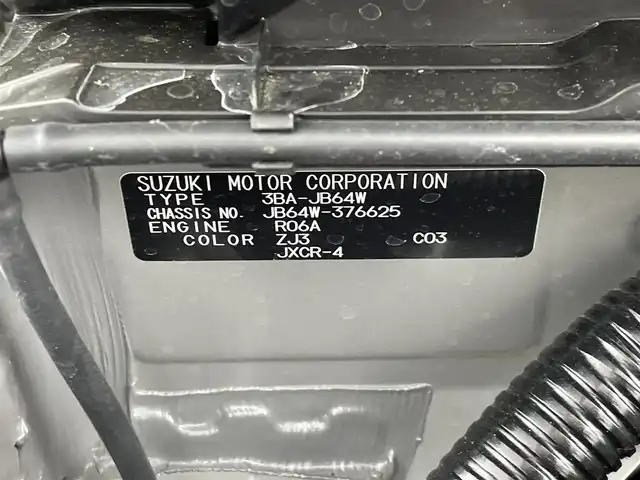 SUZUKI MOTOR CORPORATION
TYPE 3BA-JB64W
CHASSIS NO. JB64W-376625
ENGINE R06A
COLOR ZJ3 C03
JXCR-4